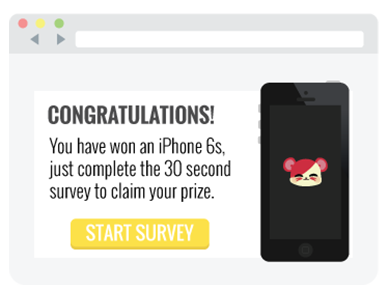 CONGRATULATIONS!
You have won an iPhone 6s,
just complete the 30 second
survey to claim your prize.
START SURVEY